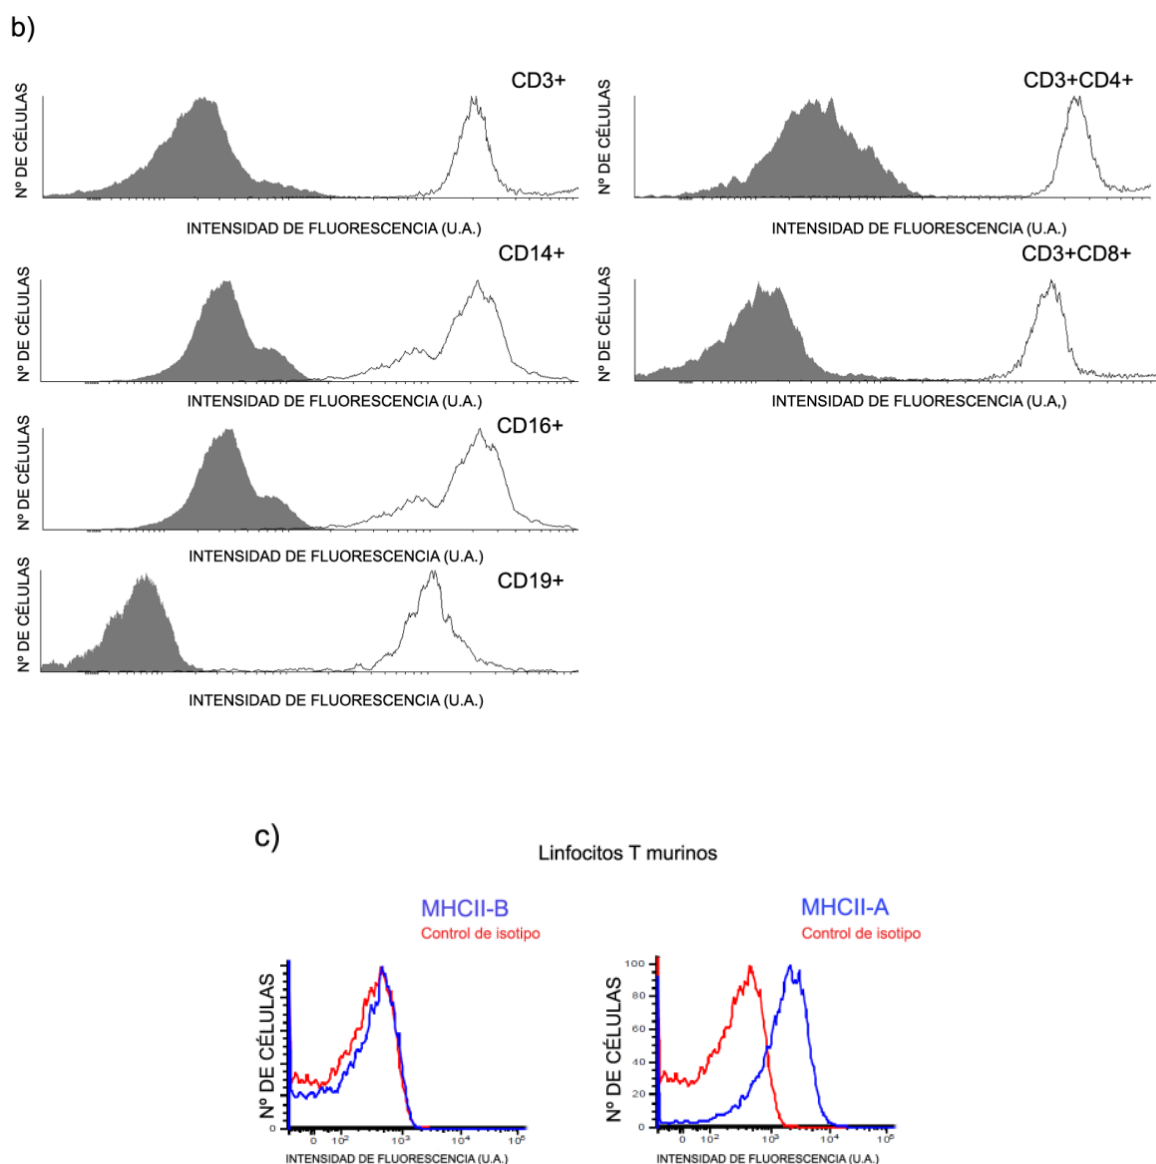 b)
CD3+
Nº DE CÉLULAS
INTENSIDAD DE FLUORESCENCIA (U.A.)
CD3+CD4+
Nº DE CÉLULAS
INTENSIDAD DE FLUORESCENCIA (U.A.)
CD14+
Nº DE CÉLULAS
INTENSIDAD DE FLUORESCENCIA (U.A.)
CD3+CD8+
Nº DE CÉLULAS
INTENSIDAD DE FLUORESCENCIA (U.A,)
CD16+
Nº DE CÉLULAS
INTENSIDAD DE FLUORESCENCIA (U.A.)
CD19+
Nº DE CÉLULAS
INTENSIDAD DE FLUORESCENCIA (U.A.)
c)
Linfocitos T murinos
MHCII-B
Control de isotipo
Nº DE CÉLULAS
0
0 10² 10³ 10⁴ 10⁵
INTENSIDAD DE FLUORESCENCIA (U.A.)
MHCII-A
Control de isotipo
Nº DE CÉLULAS
100
80
60
40
20
0
0 10² 10³ 10⁴ 10⁵
INTENSIDAD DE FLUORESCENCIA (U.A.)